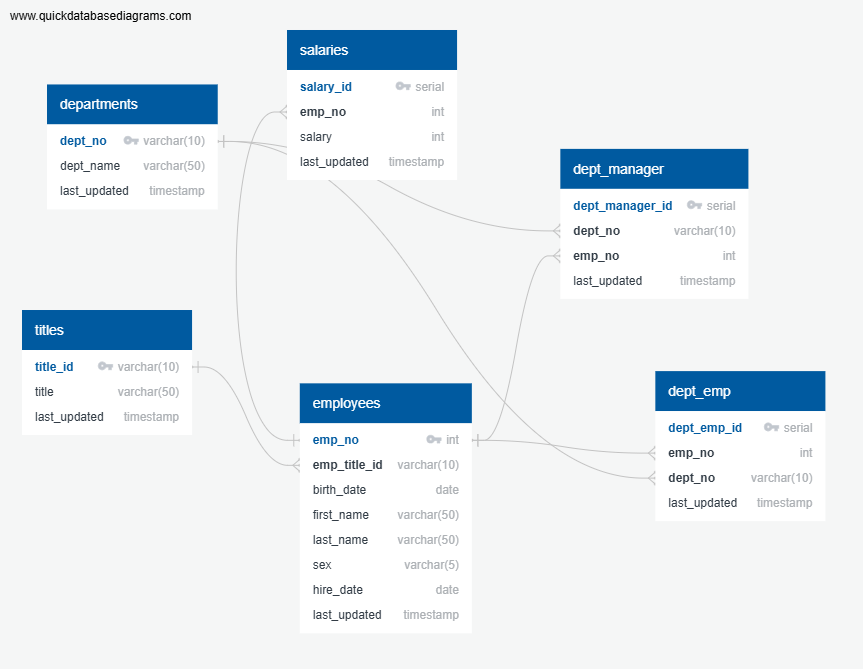 www.quickdatabasediagrams.com
salaries
salary_id serial
emp_no int
salary int
last_updated timestamp
departments
dept_no varchar(10)
dept_name varchar(50)
last_updated timestamp
dept_manager
dept_manager_id serial
dept_no varchar(10)
emp_no int
last_updated timestamp
titles
title_id varchar(10)
title varchar(50)
last_updated timestamp
employees
emp_no int
emp_title_id varchar(10)
birth_date date
first_name varchar(50)
last_name varchar(50)
sex varchar(5)
hire_date date
last_updated timestamp
dept_emp
dept_emp_id serial
emp_no int
dept_no varchar(10)
last_updated timestamp